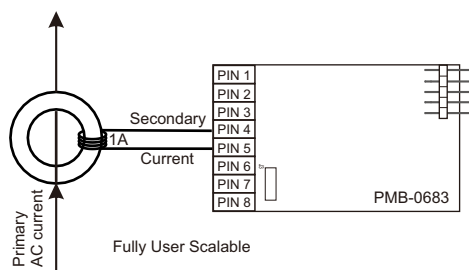 PIN 1
PIN 2
PIN 3
Secondary
PIN 4
1A
Current
PIN 5
PIN 6
PIN 7
PIN 8
PMB-0683
Primary
AC current
Fully User Scalable